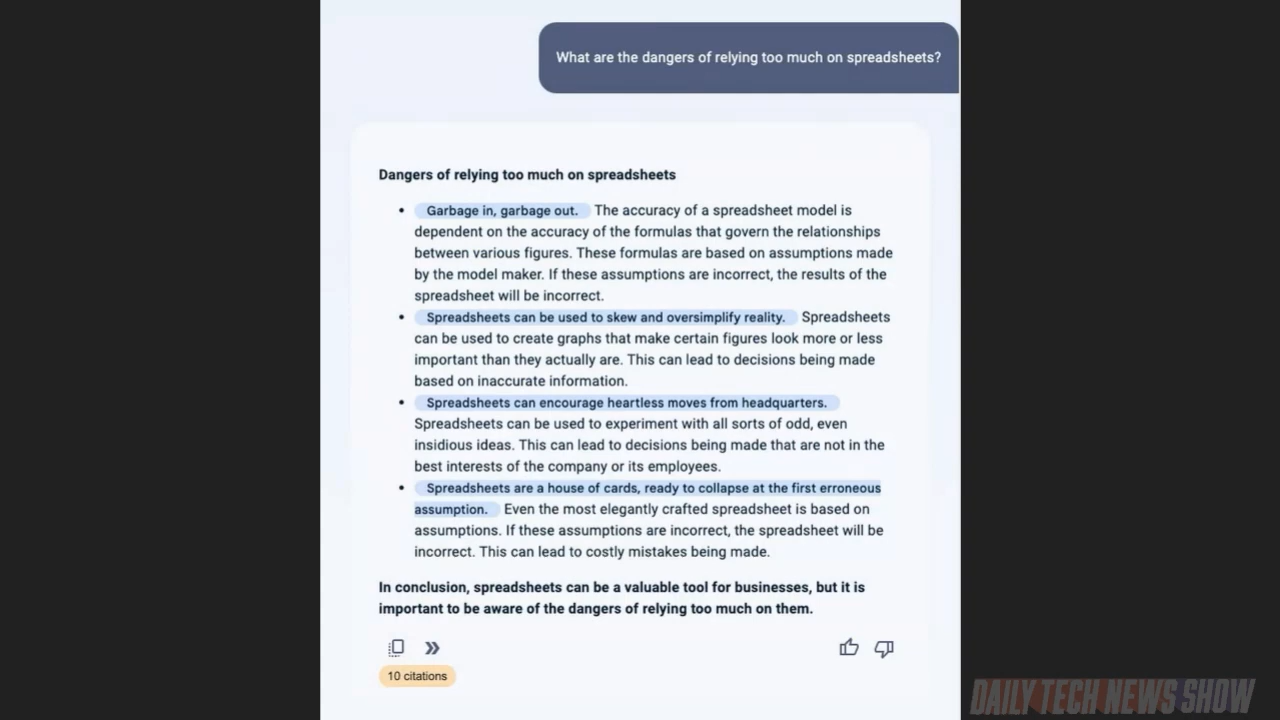 What are the dangers of relying too much on spreadsheets?
Dangers of relying too much on spreadsheets
• Garbage in, garbage out. The accuracy of a spreadsheet model is
dependent on the accuracy of the formulas that govern the relationships
between various figures. These formulas are based on assumptions made
by the model maker. If these assumptions are incorrect, the results of the
spreadsheet will be incorrect.
• Spreadsheets can be used to skew and oversimplify reality. Spreadsheets
can be used to create graphs that make certain figures look more or less
important than they actually are. This can lead to decisions being made
based on inaccurate information.
• Spreadsheets can encourage heartless moves from headquarters.
Spreadsheets can be used to experiment with all sorts of odd, even
insidious ideas. This can lead to decisions being made that are not in the
best interests of the company or its employees.
• Spreadsheets are a house of cards, ready to collapse at the first erroneous
assumption. Even the most elegantly crafted spreadsheet is based on
assumptions. If these assumptions are incorrect, the spreadsheet will be
incorrect. This can lead to costly mistakes being made.
In conclusion, spreadsheets can be a valuable tool for businesses, but it is
important to be aware of the dangers of relying too much on them.
10 citations
DAILY TECH NEWS SHOW